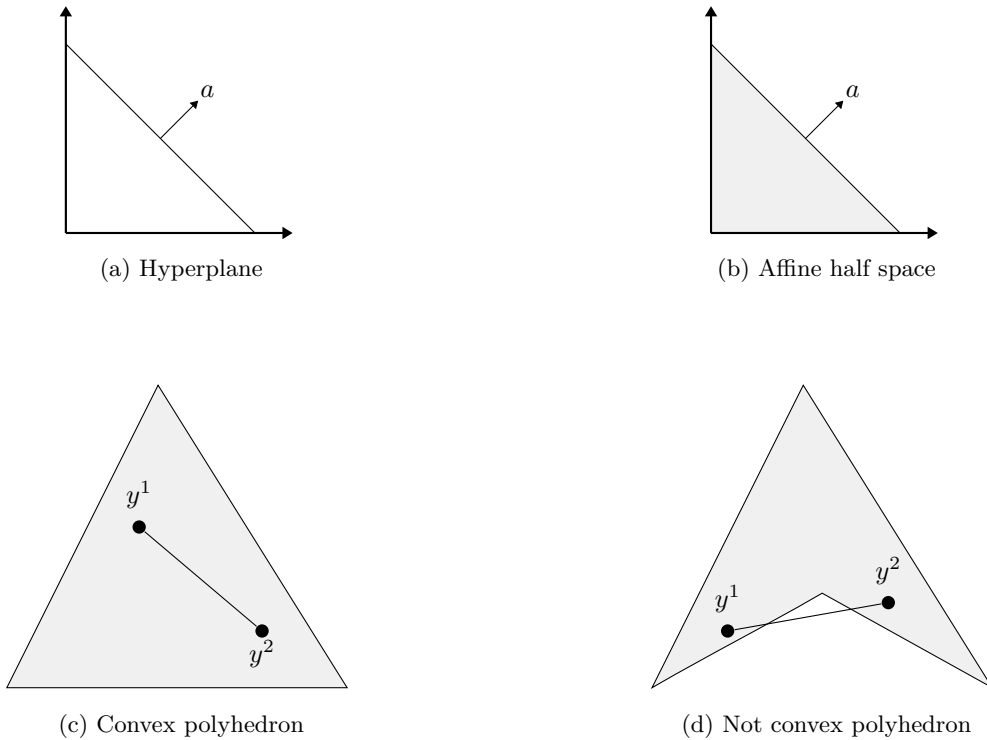 a
a
(a) Hyperplane
(b) Affine half space
y¹
y²
y¹
y²
(c) Convex polyhedron
(d) Not convex polyhedron